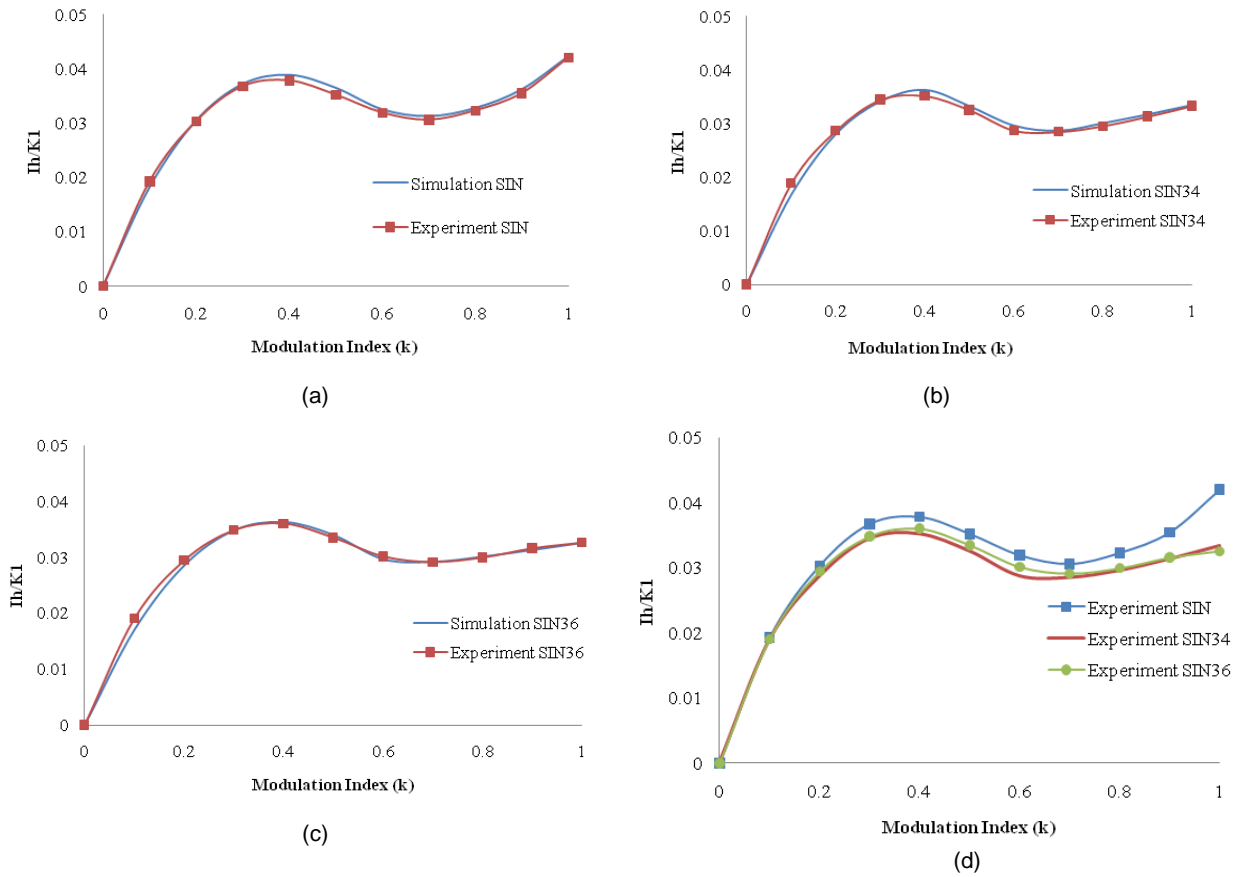 0.05
0.04
0.03
0.02
0.01
0
Ih/K1
Simulation SIN
Experiment SIN
0 0.2 0.4 0.6 0.8 1
Modulation Index (k)
(a)
0.05
0.04
0.03
0.02
0.01
0
Ih/K1
Simulation SIN34
Experiment SIN34
0 0.2 0.4 0.6 0.8 1
Modulation Index (k)
(b)
0.05
0.04
0.03
0.02
0.01
0
Ih/K1
Simulation SIN36
Experiment SIN36
0 0.2 0.4 0.6 0.8 1
Modulation Index (k)
(c)
0.05
0.04
0.03
0.02
0.01
0
Ih/K1
Experiment SIN
Experiment SIN34
Experiment SIN36
0 0.2 0.4 0.6 0.8 1
Modulation Index (k)
(d)